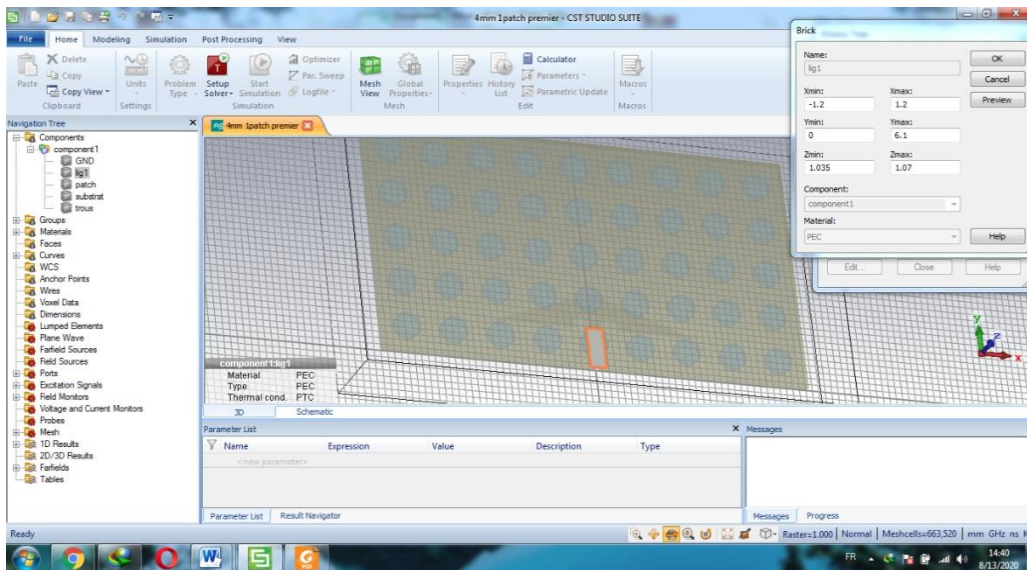 4mm 1patch premier - CST STUDIO SUITE
File Home Modeling Simulation Post Processing View
Paste
Delete
Copy
Copy View
Clipboard
Units
Settings
Problem Type
Setup Solver
Start Simulation
Optimizer
Par. Sweep
Logfile
Simulation
Mesh View
Global Properties
Mesh
Properties
History List
Calculator
Parameters
Parametric Update
Edit
Macros
Macros
Brick
Name:
lig1
OK
Cancel
Preview
Xmin: Xmax:
-1.2 1.2
Ymin: Ymax:
0 6.1
Zmin: Zmax:
1.035 1.07
Component:
component1
Material:
PEC
Help
Edit... Close Help
Navigation Tree
Components
component1
GND
lig1
patch
substrat
trous
Groups
Materials
Faces
Curves
WCS
Anchor Points
Wires
Voxel Data
Dimensions
Lumped Elements
Plane Wave
Farfield Sources
Field Sources
Ports
Excitation Signals
Field Monitors
Voltage and Current Monitors
Probes
Mesh
1D Results
2D/3D Results
Farfields
Tables
4mm 1patch premier
component1:lig1
Material PEC
Type PEC
Thermal cond. PTC
y
z
x
3D Schematic
Parameter List
Name Expression Value Description Type
<new parameter>
Parameter List Result Navigator
Messages
Messages Progress
Ready
Raster=1.000 Normal Meshcells=663,520 mm GHz ns K
FR
14:40
8/13/2020